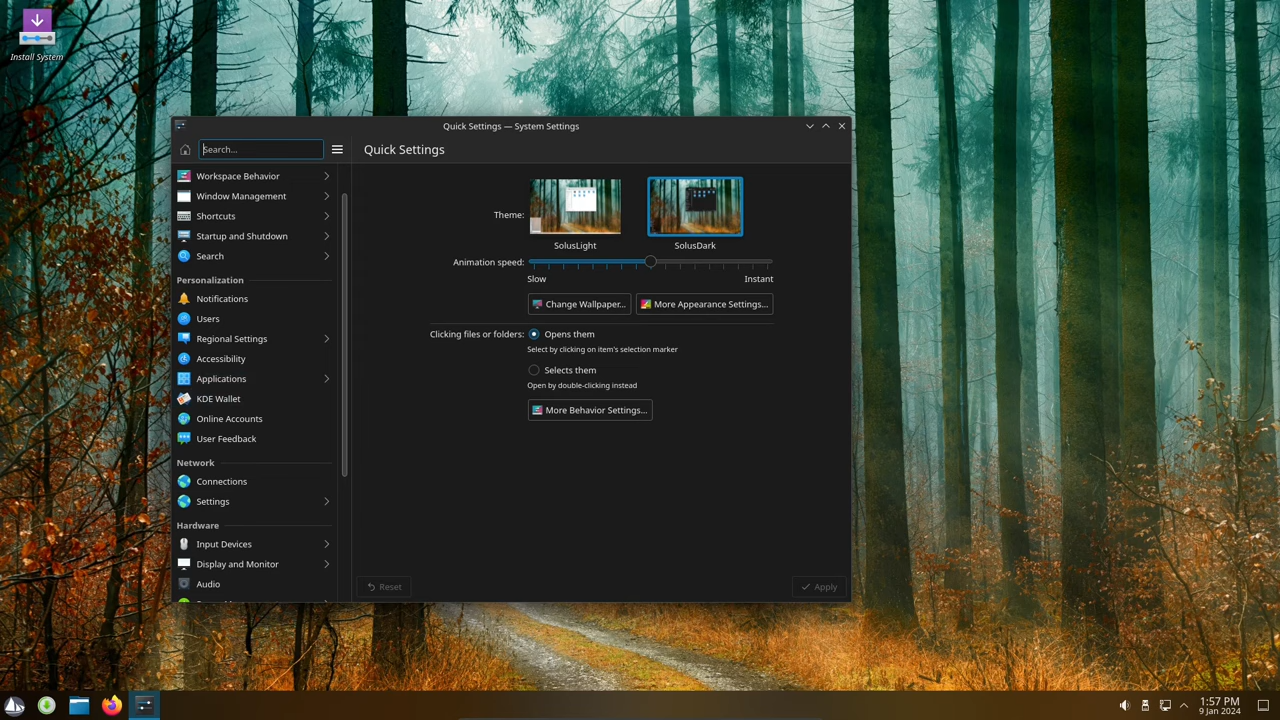 Install System
Quick Settings — System Settings
Search...
Quick Settings
Workspace Behavior
Window Management
Shortcuts
Startup and Shutdown
Search
Personalization
Notifications
Users
Regional Settings
Accessibility
Applications
KDE Wallet
Online Accounts
User Feedback
Network
Connections
Settings
Hardware
Input Devices
Display and Monitor
Audio
Theme:
SolusLight
SolusDark
Animation speed:
Slow
Instant
Change Wallpaper...
More Appearance Settings...
Clicking files or folders:
Opens them
Select by clicking on item's selection marker
Selects them
Open by double-clicking instead
More Behavior Settings...
Reset
Apply
1:57 PM
9 Jan 2024